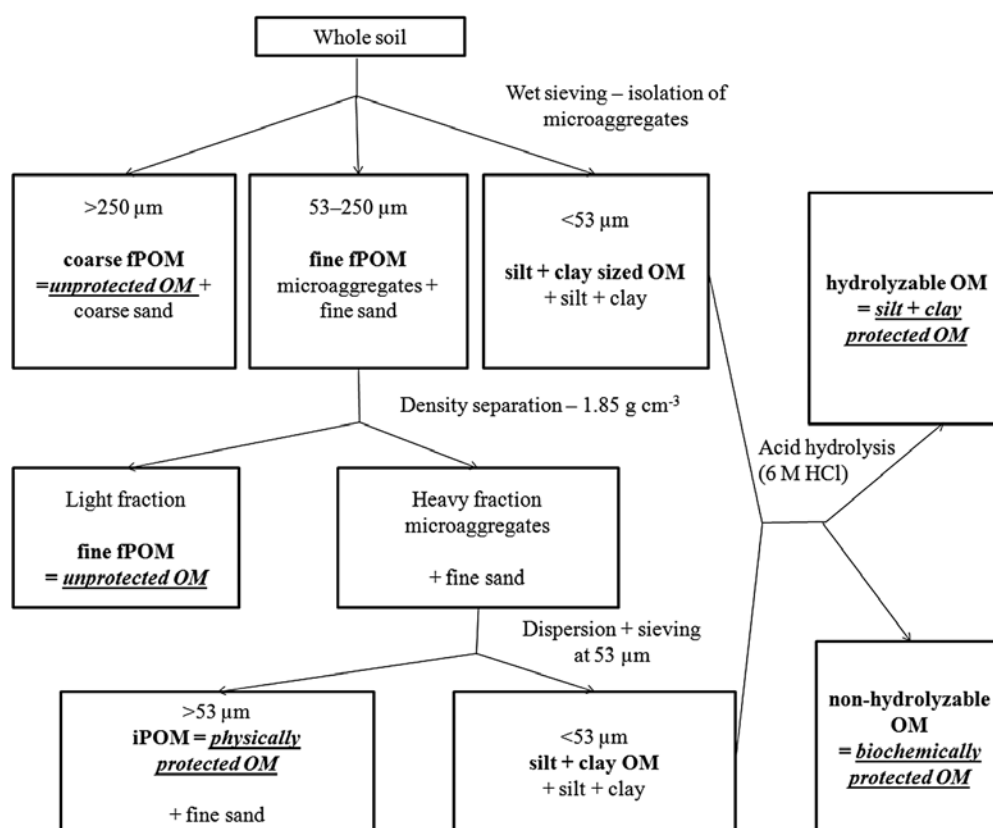 Whole soil
Wet sieving – isolation of
microaggregates
>250 µm
coarse fPOM
=unprotected OM +
coarse sand
53–250 µm
fine fPOM
microaggregates +
fine sand
<53 µm
silt + clay sized OM
+ silt + clay
hydrolyzable OM
= silt + clay
protected OM
Density separation – 1.85 g cm⁻³
Acid hydrolysis
(6 M HCl)
Light fraction
fine fPOM
= unprotected OM
Heavy fraction
microaggregates
+ fine sand
Dispersion + sieving
at 53 µm
>53 µm
iPOM = physically
protected OM
+ fine sand
<53 µm
silt + clay OM
+ silt + clay
non-hydrolyzable
OM
= biochemically
protected OM